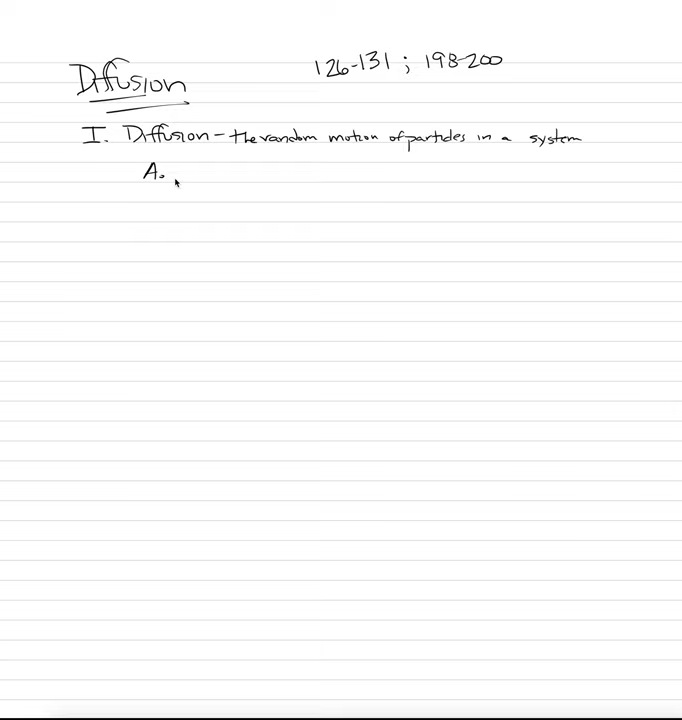 Diffusion
126-131 ; 198-200
I. Diffusion - the random motion of particles in a system
A.